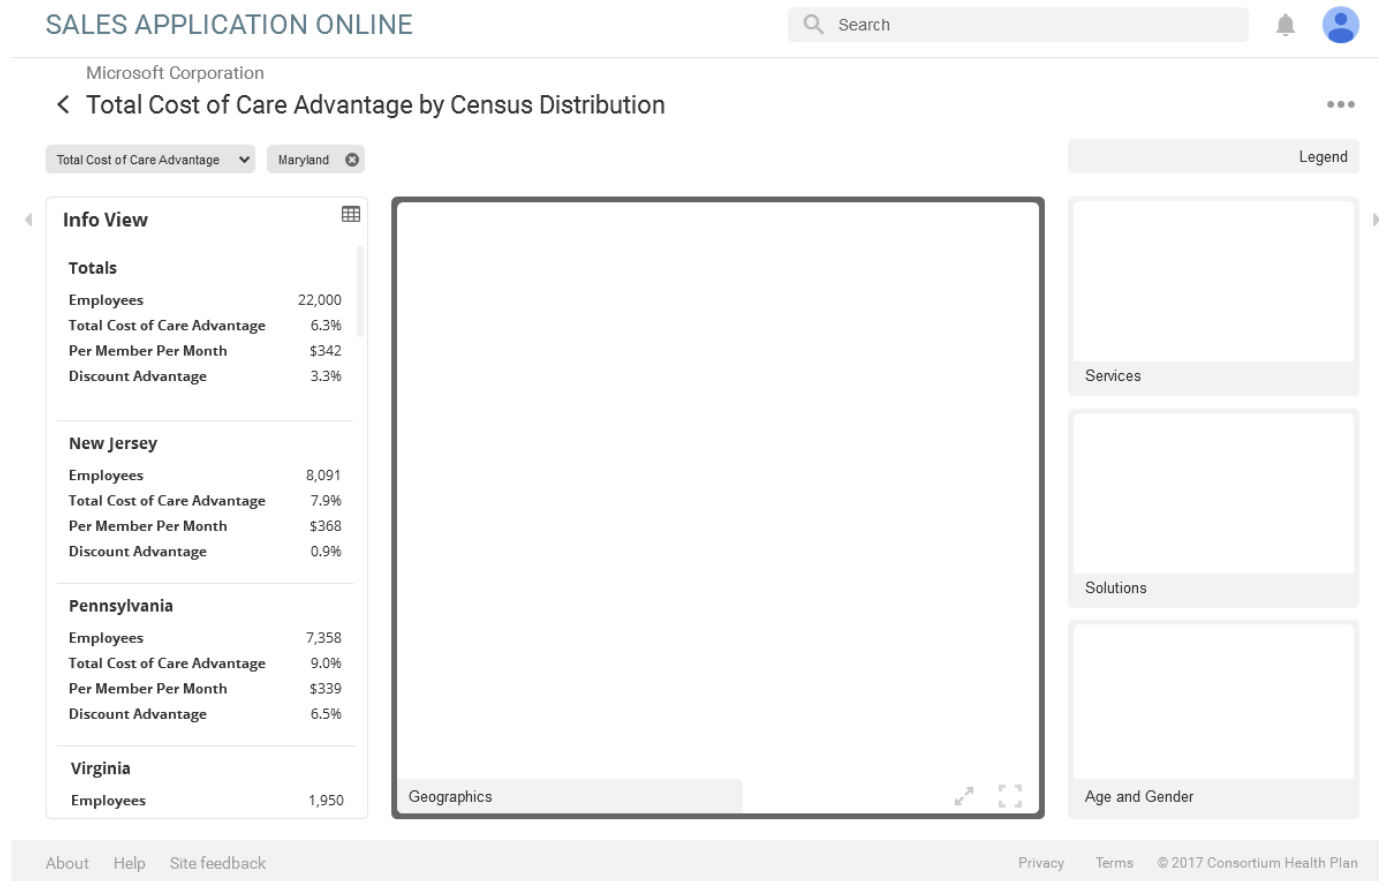 SALES APPLICATION ONLINE
Search
Microsoft Corporation
Total Cost of Care Advantage by Census Distribution
Total Cost of Care Advantage
Maryland
Legend
Info View
Totals
Employees 22,000
Total Cost of Care Advantage 6.3%
Per Member Per Month $342
Discount Advantage 3.3%
New Jersey
Employees 8,091
Total Cost of Care Advantage 7.9%
Per Member Per Month $368
Discount Advantage 0.9%
Pennsylvania
Employees 7,358
Total Cost of Care Advantage 9.0%
Per Member Per Month $339
Discount Advantage 6.5%
Virginia
Employees 1,950
Geographics
Services
Solutions
Age and Gender
About Help Site feedback
Privacy Terms © 2017 Consortium Health Plan